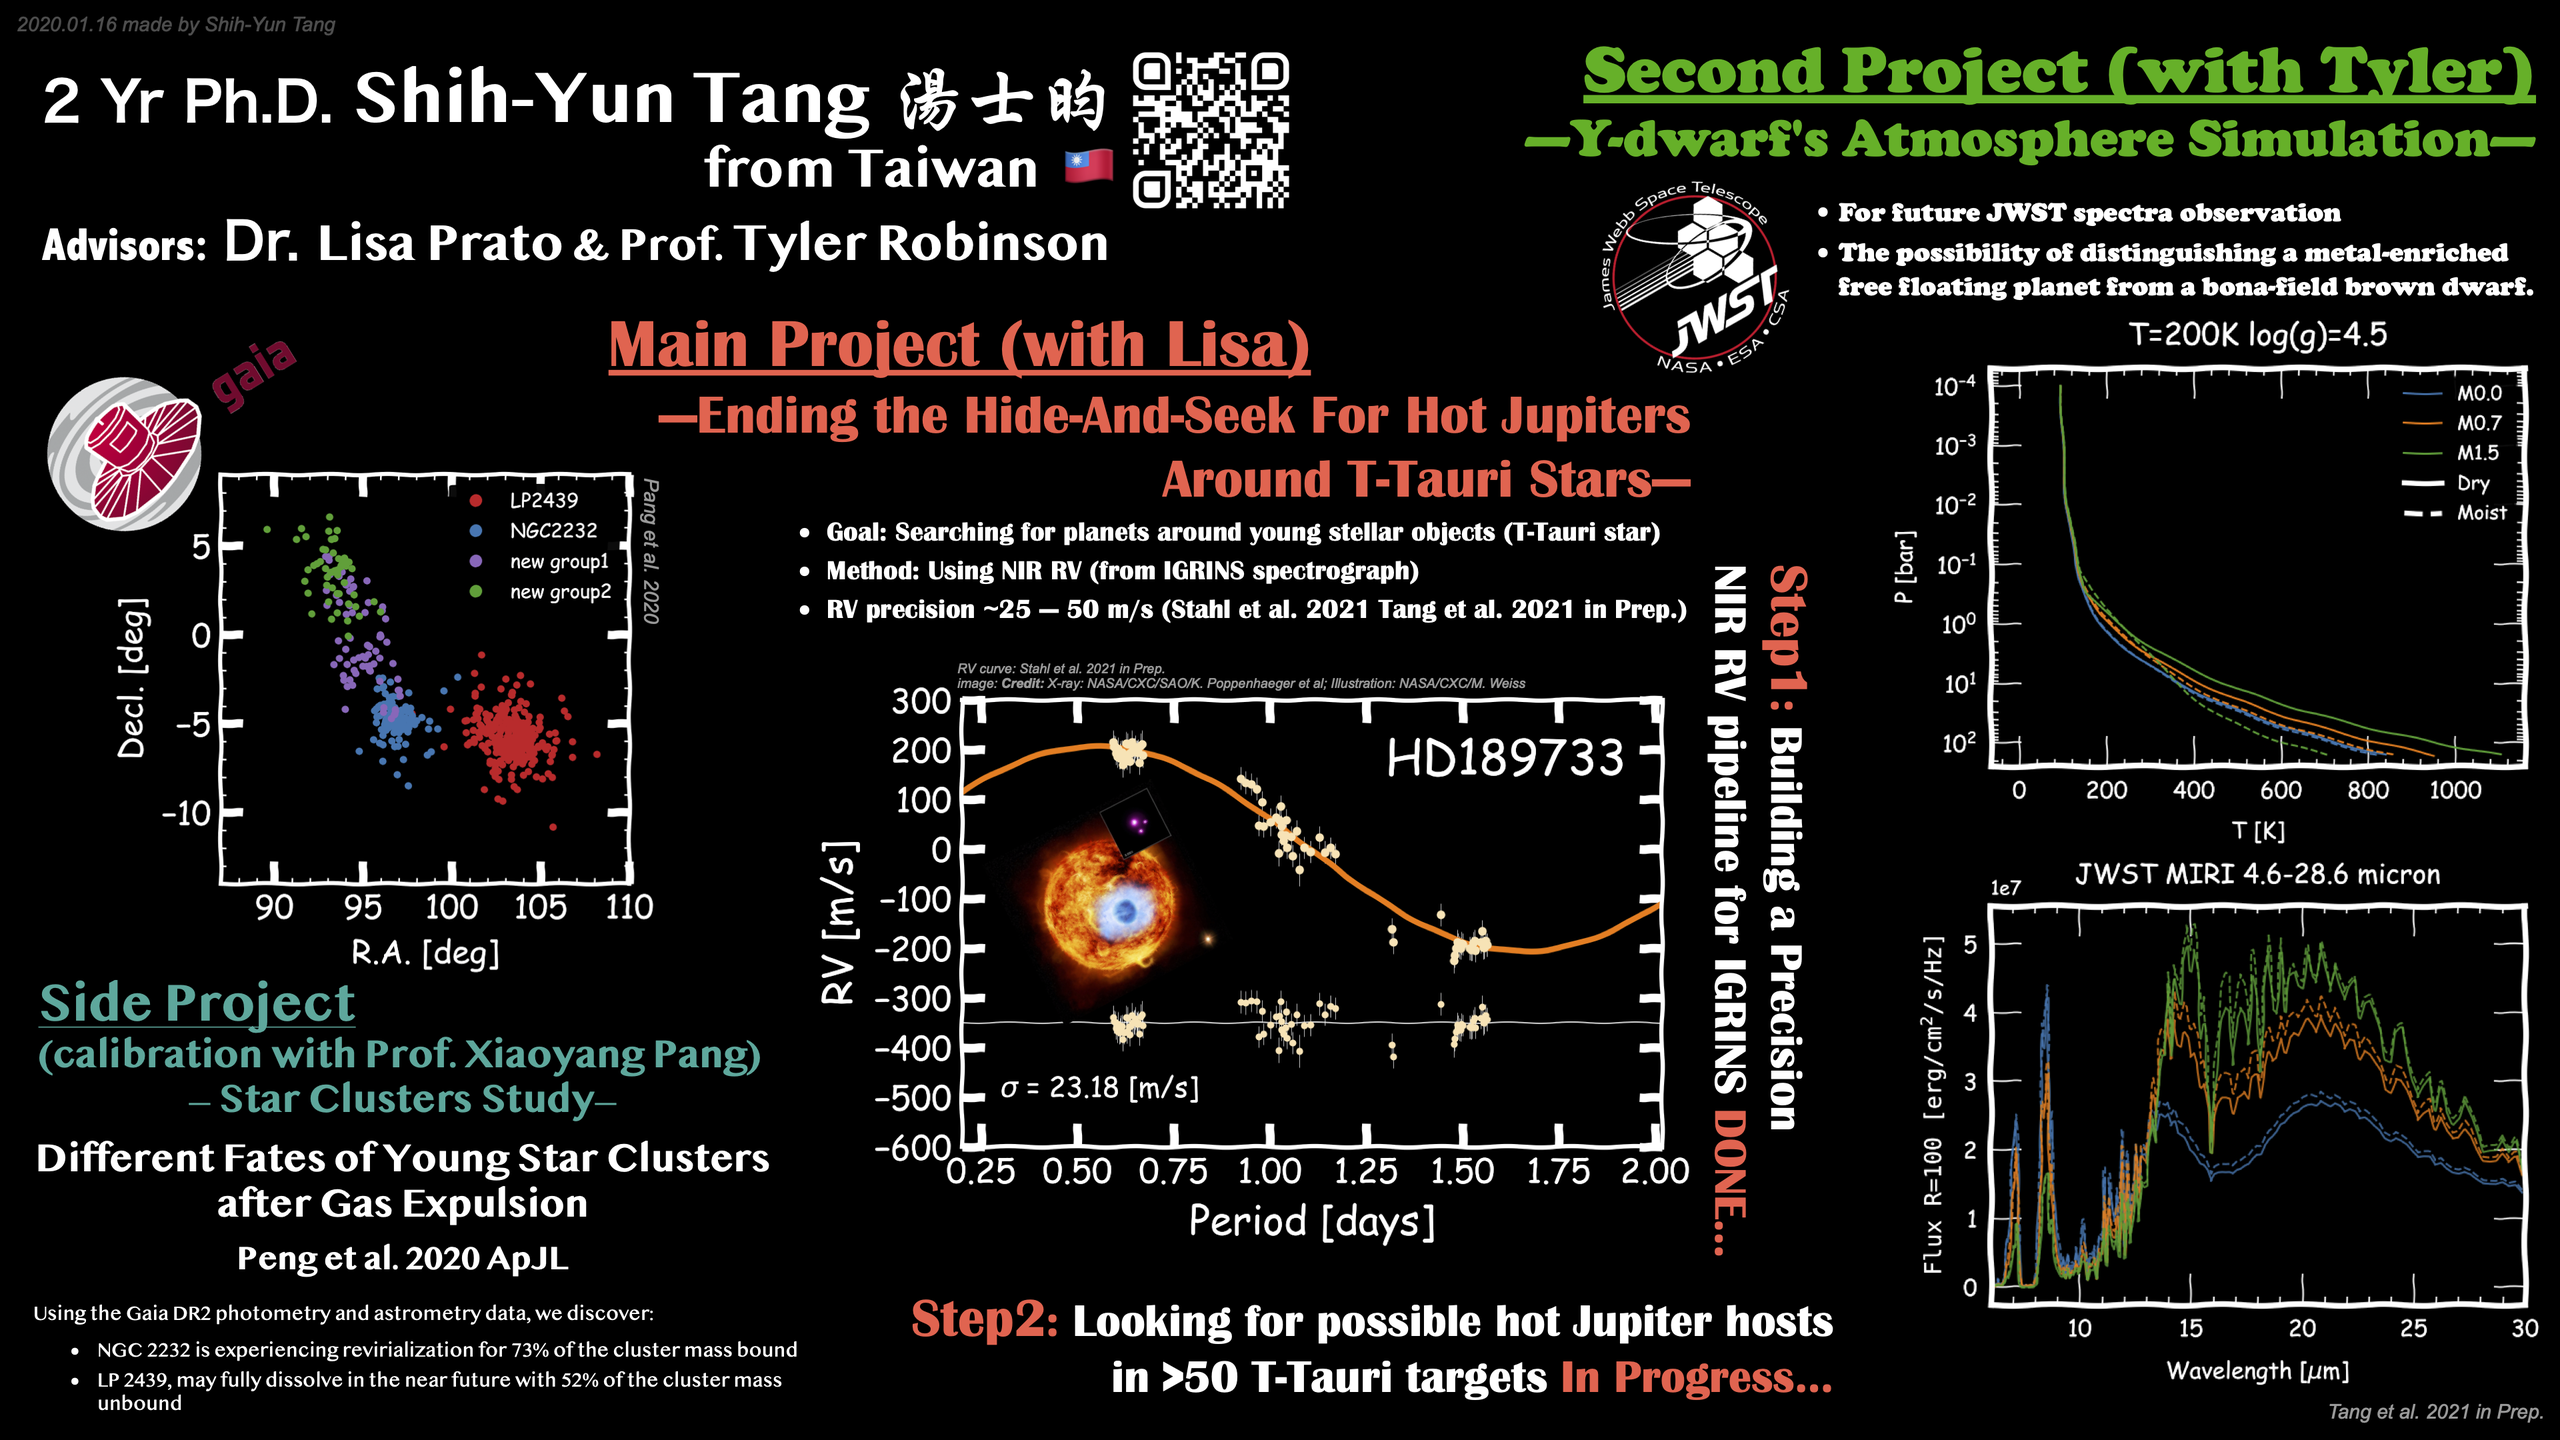 2020.01.16 made by Shih-Yun Tang
2 Yr Ph.D. Shih-Yun Tang 湯士昀
from Taiwan 🇹🇼
Advisors: Dr. Lisa Prato & Prof. Tyler Robinson
gaia
LP2439
NGC2232
new group1
new group2
Pang et al. 2020
5
0
−5
−10
Decl. [deg]
90 95 100 105 110
R.A. [deg]
Side Project
(calibration with Prof. Xiaoyang Pang)
– Star Clusters Study–
Different Fates of Young Star Clusters
after Gas Expulsion
Peng et al. 2020 ApJL
Using the Gaia DR2 photometry and astrometry data, we discover:
• NGC 2232 is experiencing revirialization for 73% of the cluster mass bound
• LP 2439, may fully dissolve in the near future with 52% of the cluster mass
unbound
Main Project (with Lisa)
—Ending the Hide-And-Seek For Hot Jupiters
Around T-Tauri Stars—
• Goal: Searching for planets around young stellar objects (T-Tauri star)
• Method: Using NIR RV (from IGRINS spectrograph)
• RV precision ~25 — 50 m/s (Stahl et al. 2021 Tang et al. 2021 in Prep.)
RV curve: Stahl et al. 2021 in Prep.
image: Credit: X-ray: NASA/CXC/SAO/K. Poppenhaeger et al; Illustration: NASA/CXC/M. Weiss
HD189733
300
200
100
0
−100
−200
−300
−400
−500
−600
RV [m/s]
σ = 23.18 [m/s]
0.25 0.50 0.75 1.00 1.25 1.50 1.75 2.00
Period [days]
Step1: Building a Precision
NIR RV pipeline for IGRINS DONE...
Step2: Looking for possible hot Jupiter hosts
in >50 T-Tauri targets In Progress...
Second Project (with Tyler)
—Y-dwarf's Atmosphere Simulation—
James Webb Space Telescope
JWST
NASA • ESA • CSA
• For future JWST spectra observation
• The possibility of distinguishing a metal-enriched
free floating planet from a bona-field brown dwarf.
T=200K log(g)=4.5
M0.0
M0.7
M1.5
Dry
Moist
10⁻⁴
10⁻³
10⁻²
10⁻¹
10⁰
10¹
10²
P [bar]
0 200 400 600 800 1000
T [K]
JWST MIRI 4.6-28.6 micron
1e7
5
4
3
2
1
0
Flux R=100 [erg/cm²/s/Hz]
10 15 20 25 30
Wavelength [μm]
Tang et al. 2021 in Prep.